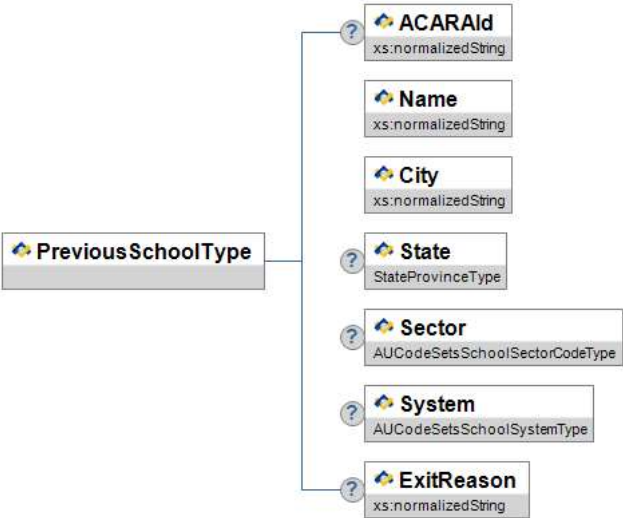 ? ACARAId
xs:normalizedString
Name
xs:normalizedString
City
xs:normalizedString
PreviousSchoolType
? State
StateProvinceType
? Sector
AUCodeSetsSchoolSectorCodeType
? System
AUCodeSetsSchoolSystemType
? ExitReason
xs:normalizedString